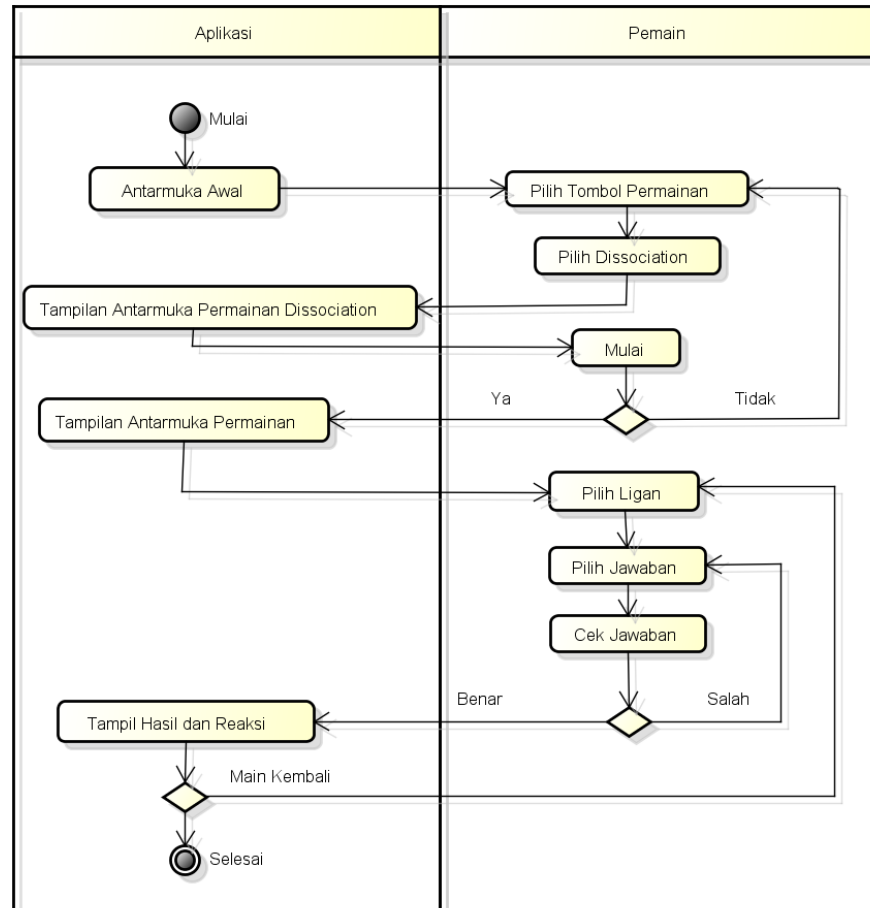 Aplikasi
Pemain
Mulai
Antarmuka Awal
Pilih Tombol Permainan
Pilih Dissociation
Tampilan Antarmuka Permainan Dissociation
Mulai
Ya
Tidak
Tampilan Antarmuka Permainan
Pilih Ligan
Pilih Jawaban
Cek Jawaban
Benar
Salah
Tampil Hasil dan Reaksi
Main Kembali
Selesai